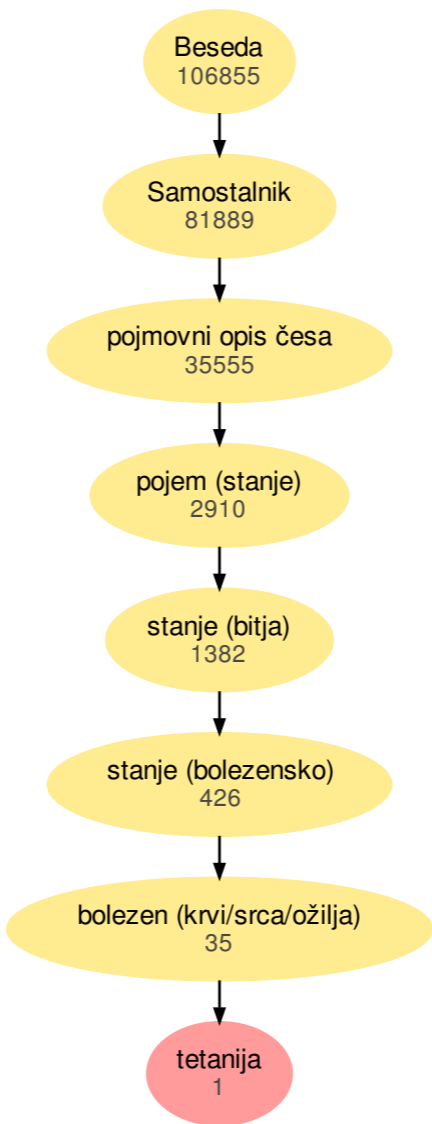 Beseda
106855
Samostalnik
81889
pojmovni opis česa
35555
pojem (stanje)
2910
stanje (bitja)
1382
stanje (bolezensko)
426
bolezen (krvi/srca/ožilja)
35
tetanija
1